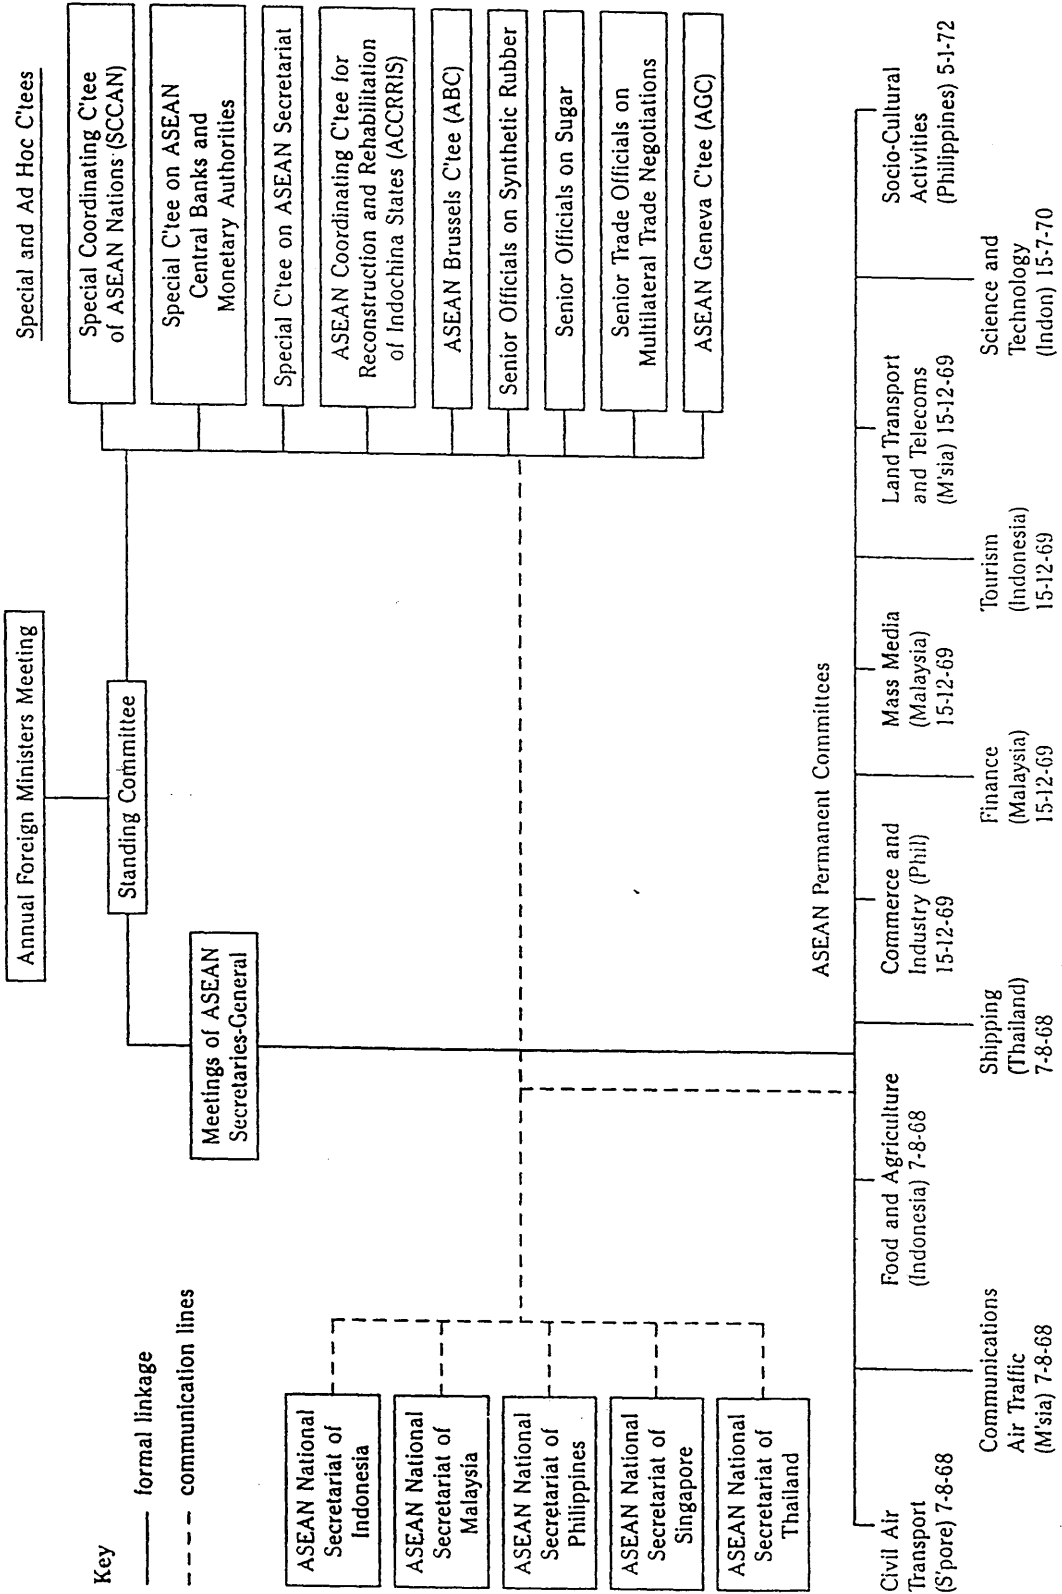 Annual Foreign Ministers Meeting
Standing Committee
Meetings of ASEAN
Secretaries-General
Special and Ad Hoc C'tees
Special Coordinating C'tee
of ASEAN Nations (SCCAN)
Special C'tee on ASEAN
Central Banks and
Monetary Authorities
Special C'tee on ASEAN Secretariat
ASEAN Coordinating C'tee for
Reconstruction and Rehabilitation
of Indochina States (ACCRRIS)
ASEAN Brussels C'tee (ABC)
Senior Officials on Synthetic Rubber
Senior Officials on Sugar
Senior Trade Officials on
Multilateral Trade Negotiations
ASEAN Geneva C'tee (AGC)
Key
formal linkage
communication lines
ASEAN National
Secretariat of
Indonesia
ASEAN National
Secretariat of
Malaysia
ASEAN National
Secretariat of
Philippines
ASEAN National
Secretariat of
Singapore
ASEAN National
Secretariat of
Thailand
ASEAN Permanent Committees
Civil Air
Transport
(S'pore) 7-8-68
Communications
Air Traffic
(M'sia) 7-8-68
Food and Agriculture
(Indonesia) 7-8-68
Shipping
(Thailand)
7-8-68
Commerce and
Industry (Phil)
15-12-69
Finance
(Malaysia)
15-12-69
Mass Media
(Malaysia)
15-12-69
Tourism
(Indonesia)
15-12-69
Land Transport
and Telecoms
(M'sia) 15-12-69
Science and
Technology
(Indon) 15-7-70
Socio-Cultural
Activities
(Philippines) 5-1-72